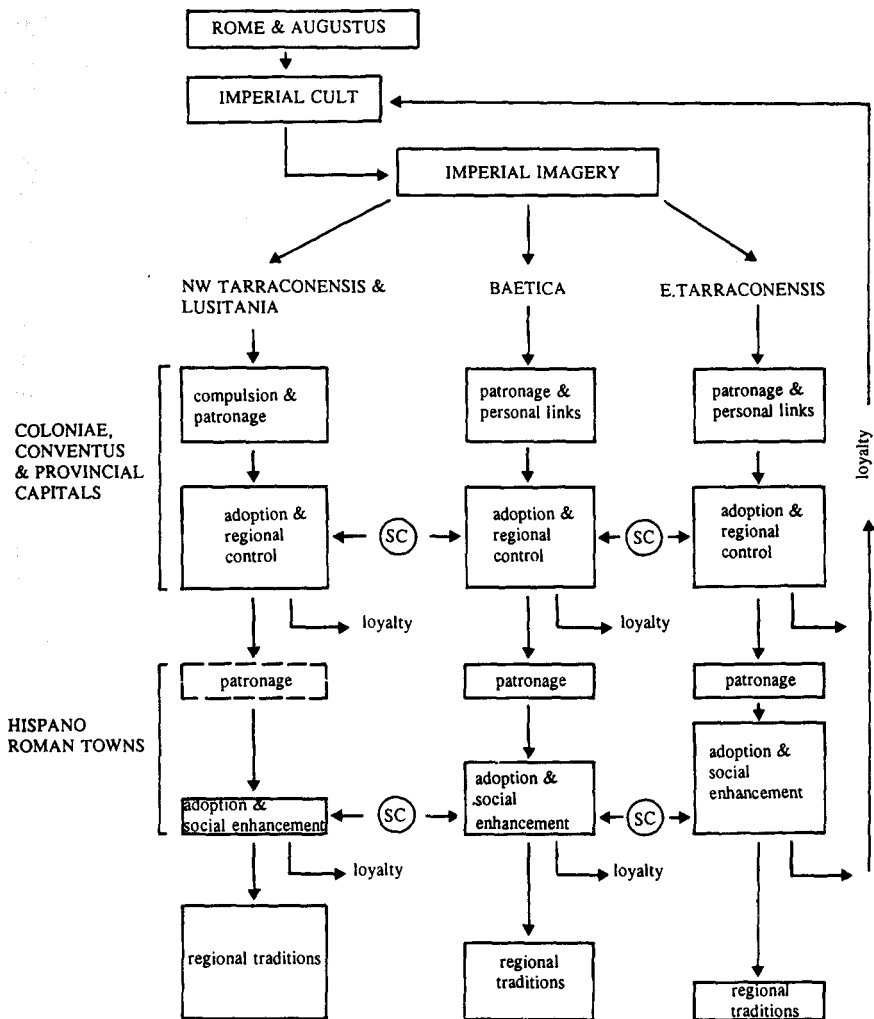 ROME & AUGUSTUS
IMPERIAL CULT
IMPERIAL IMAGERY
NW TARRACONENSIS &
LUSITANIA
BAETICA
E.TARRACONENSIS
COLONIAE,
CONVENTUS
& PROVINCIAL
CAPITALS
compulsion &
patronage
patronage &
personal links
patronage &
personal links
loyalty
adoption &
regional
control
SC
adoption &
regional
control
SC
adoption &
regional
control
loyalty
loyalty
HISPANO
ROMAN TOWNS
patronage
patronage
patronage
adoption &
social enhancement
SC
adoption &
.social
enhancement
SC
adoption &
social
enhancement
loyalty
loyalty
regional traditions
regional
traditions
regional
traditions